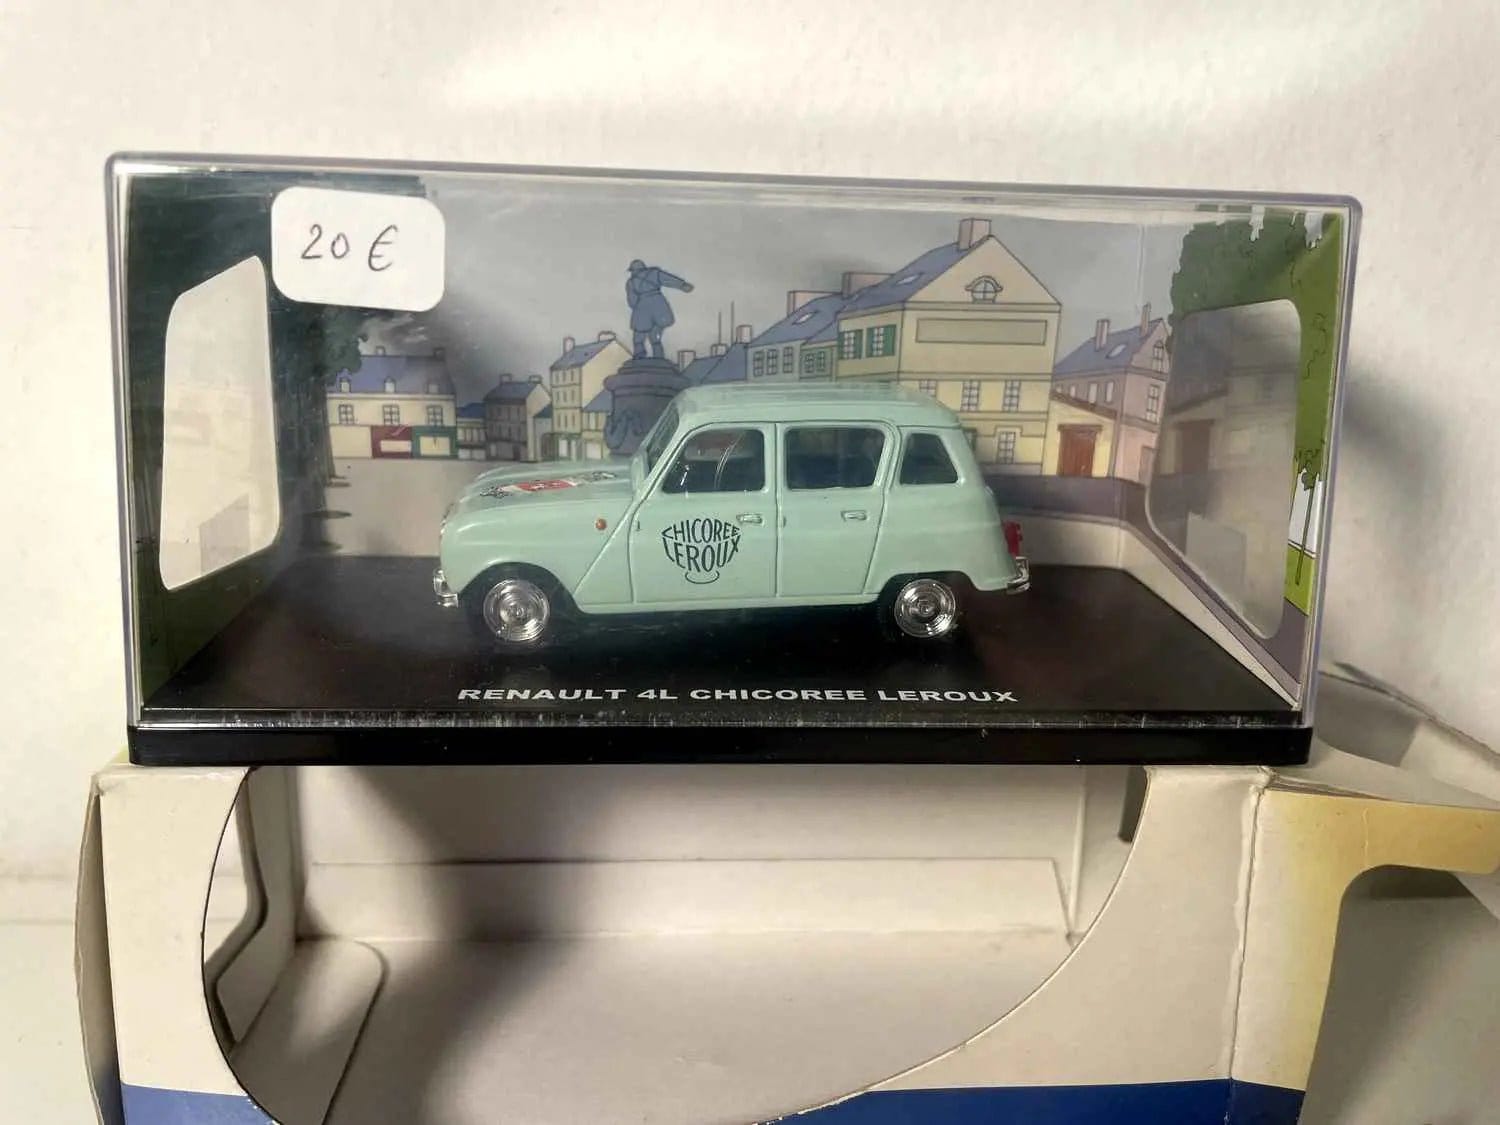 20 €
CHICOREE
LEROUX
RENAULT 4L CHICOREE LEROUX